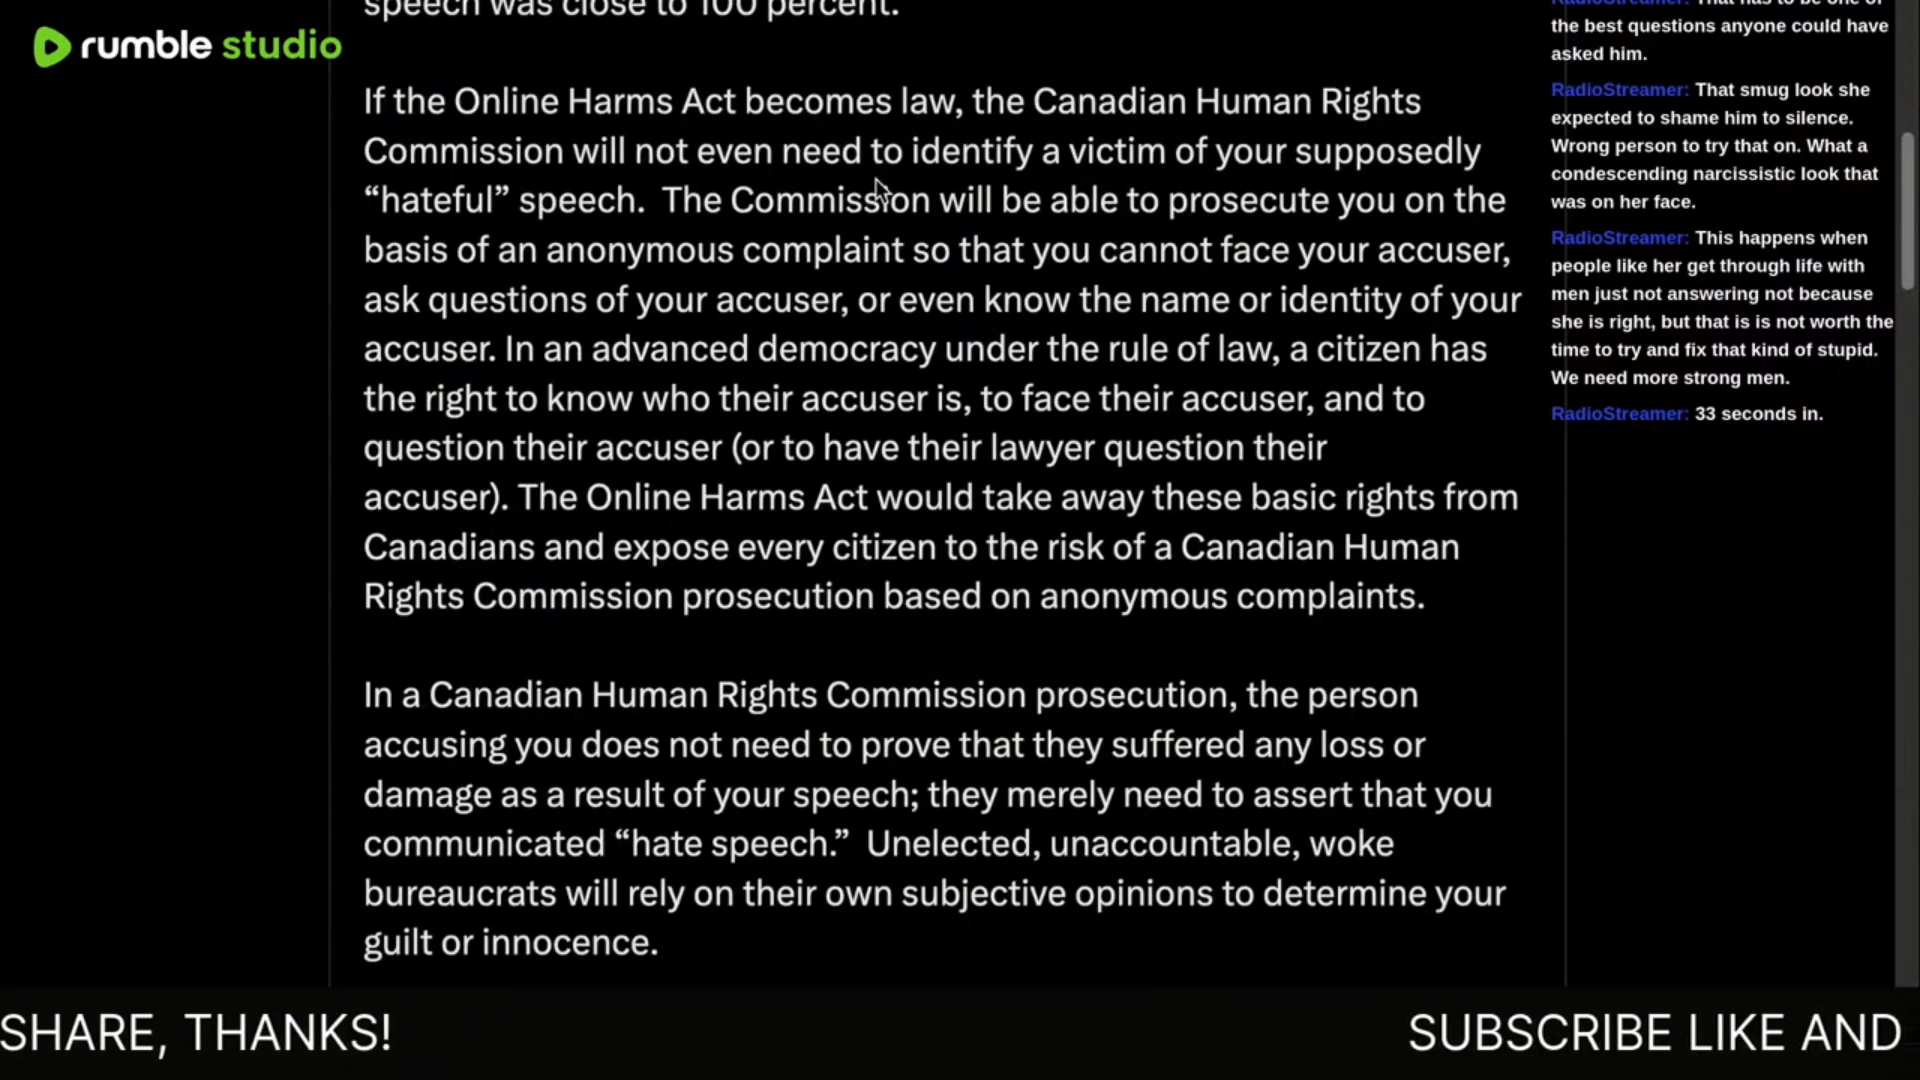 speech was close to 100 percent.
rumble studio
If the Online Harms Act becomes law, the Canadian Human Rights
Commission will not even need to identify a victim of your supposedly
“hateful” speech.  The Commission will be able to prosecute you on the
basis of an anonymous complaint so that you cannot face your accuser,
ask questions of your accuser, or even know the name or identity of your
accuser. In an advanced democracy under the rule of law, a citizen has
the right to know who their accuser is, to face their accuser, and to
question their accuser (or to have their lawyer question their
accuser). The Online Harms Act would take away these basic rights from
Canadians and expose every citizen to the risk of a Canadian Human
Rights Commission prosecution based on anonymous complaints.
In a Canadian Human Rights Commission prosecution, the person
accusing you does not need to prove that they suffered any loss or
damage as a result of your speech; they merely need to assert that you
communicated “hate speech.”  Unelected, unaccountable, woke
bureaucrats will rely on their own subjective opinions to determine your
guilt or innocence.
RadioStreamer: That has to be one of
the best questions anyone could have
asked him.
RadioStreamer: That smug look she
expected to shame him to silence.
Wrong person to try that on. What a
condescending narcissistic look that
was on her face.
RadioStreamer: This happens when
people like her get through life with
men just not answering not because
she is right, but that is is not worth the
time to try and fix that kind of stupid.
We need more strong men.
RadioStreamer: 33 seconds in.
SHARE, THANKS!
SUBSCRIBE LIKE AND